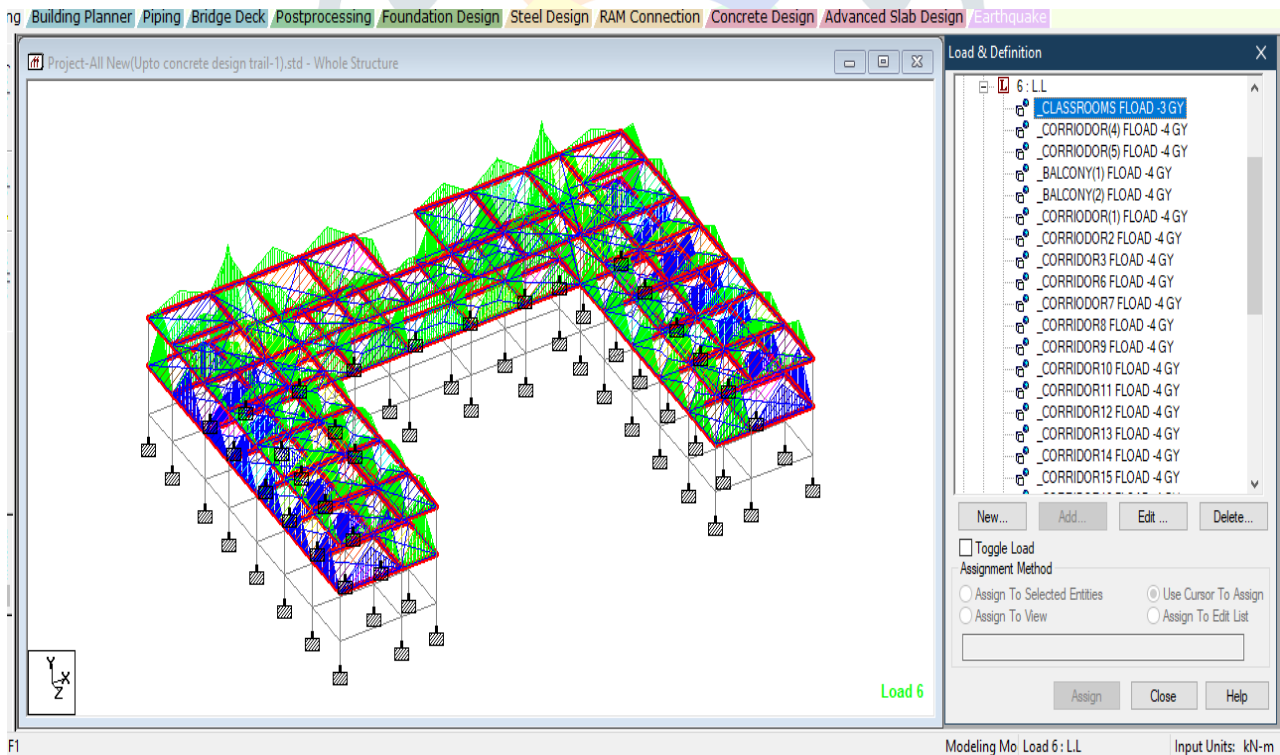 ng Building Planner Piping Bridge Deck Postprocessing Foundation Design Steel Design RAM Connection Concrete Design Advanced Slab Design Earthquake
Project-All New(Upto concrete design trail-1).std - Whole Structure
Load 6
Y
X
Z
Load & Definition
6 : L.L
_CLASSROOMS FLOAD -3 GY
_CORRIODOR(4) FLOAD -4 GY
_CORRIODOR(5) FLOAD -4 GY
_BALCONY(1) FLOAD -4 GY
_BALCONY(2) FLOAD -4 GY
_CORRIODOR(1) FLOAD -4 GY
_CORRIODOR2 FLOAD -4 GY
_CORRIDOR3 FLOAD -4 GY
_CORRIDOR6 FLOAD -4 GY
_CORRIODOR7 FLOAD -4 GY
_CORRIDOR8 FLOAD -4 GY
_CORRIDOR9 FLOAD -4 GY
_CORRIDOR10 FLOAD -4 GY
_CORRIDOR11 FLOAD -4 GY
_CORRIDOR12 FLOAD -4 GY
_CORRIDOR13 FLOAD -4 GY
_CORRIDOR14 FLOAD -4 GY
_CORRIDOR15 FLOAD -4 GY
New... Add... Edit ... Delete...
Toggle Load
Assignment Method
Assign To Selected Entities Use Cursor To Assign
Assign To View Assign To Edit List
Assign Close Help
F1 Modeling Mo Load 6 : L.L Input Units: kN-m